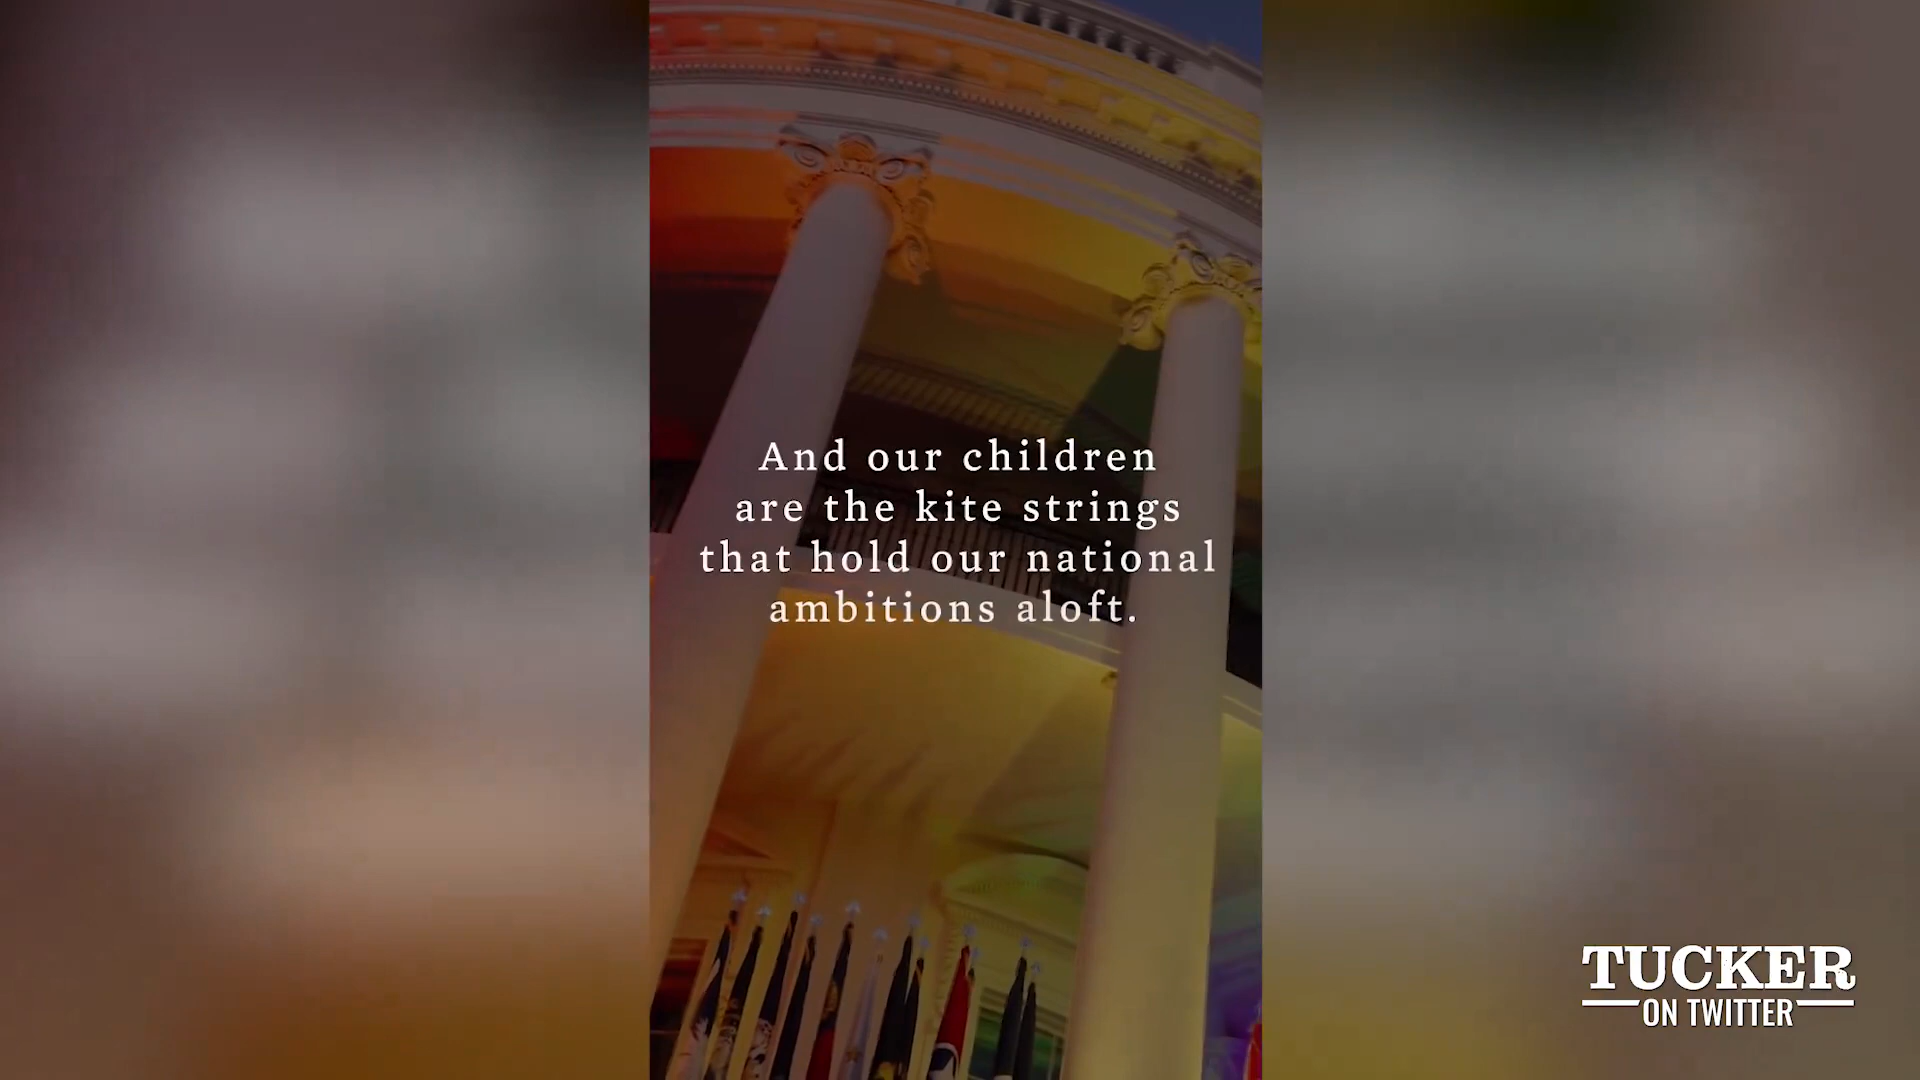 And our children
are the kite strings
that hold our national
ambitions aloft.
TUCKER
ON TWITTER